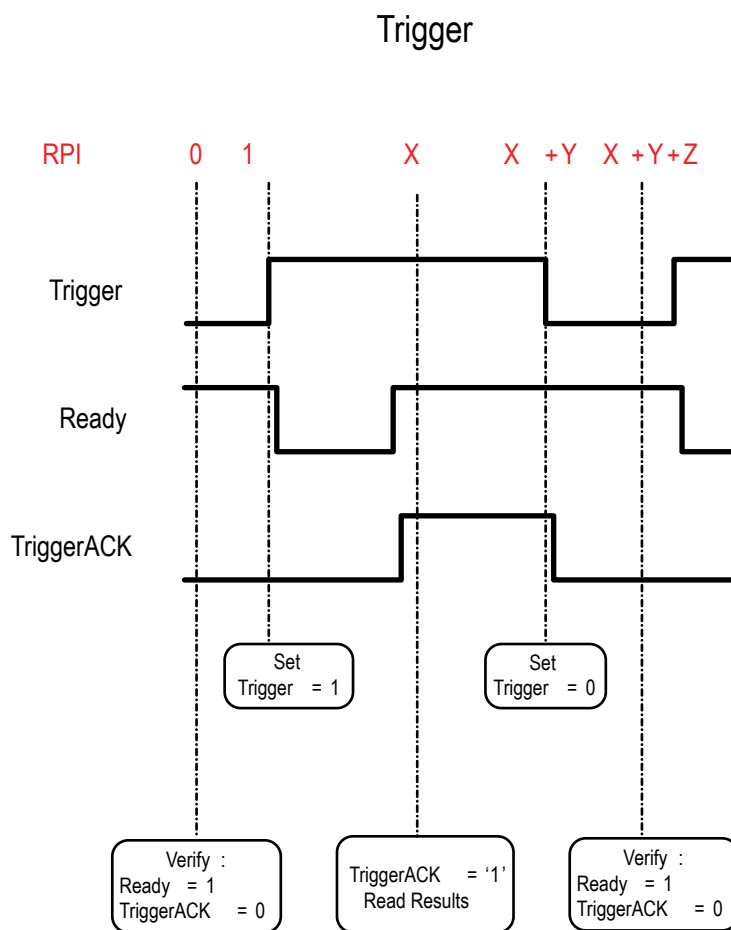 Trigger
RPI 0 1 X X +Y X +Y+Z
Trigger
Ready
TriggerACK
Set
Trigger = 1
Set
Trigger = 0
Verify :
Ready = 1
TriggerACK = 0
TriggerACK = ‘1’
Read Results
Verify :
Ready = 1
TriggerACK = 0